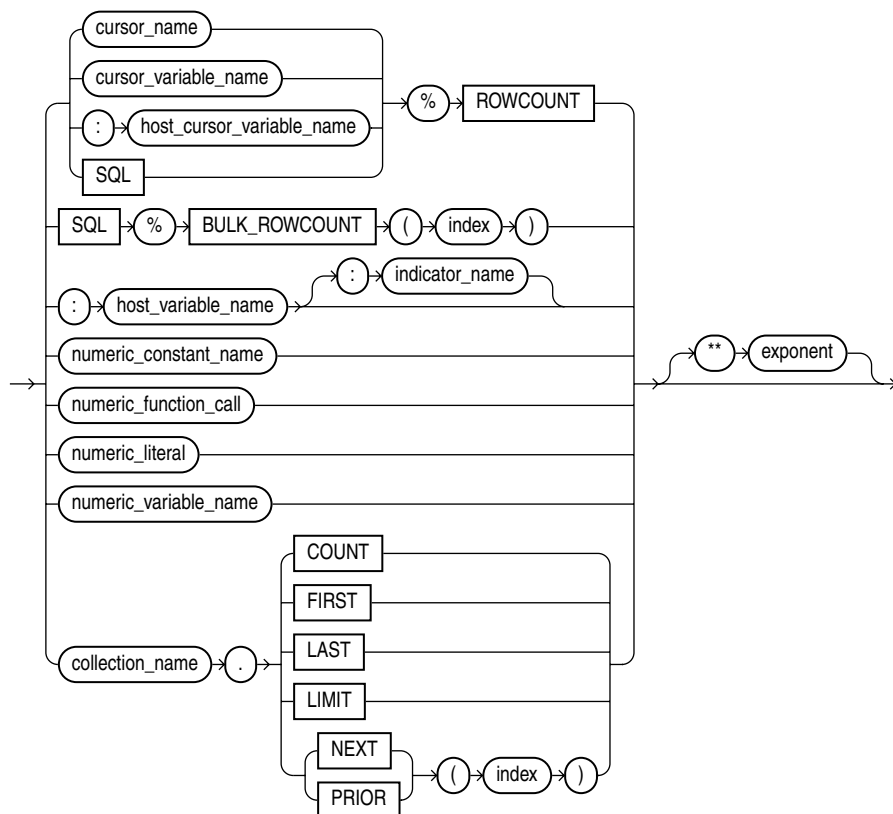 cursor_name
cursor_variable_name
% ROWCOUNT
: host_cursor_variable_name
SQL
SQL % BULK_ROWCOUNT ( index )
: indicator_name
: host_variable_name
numeric_constant_name
** exponent
numeric_function_call
numeric_literal
numeric_variable_name
COUNT
FIRST
LAST
collection_name .
LIMIT
NEXT
( index )
PRIOR